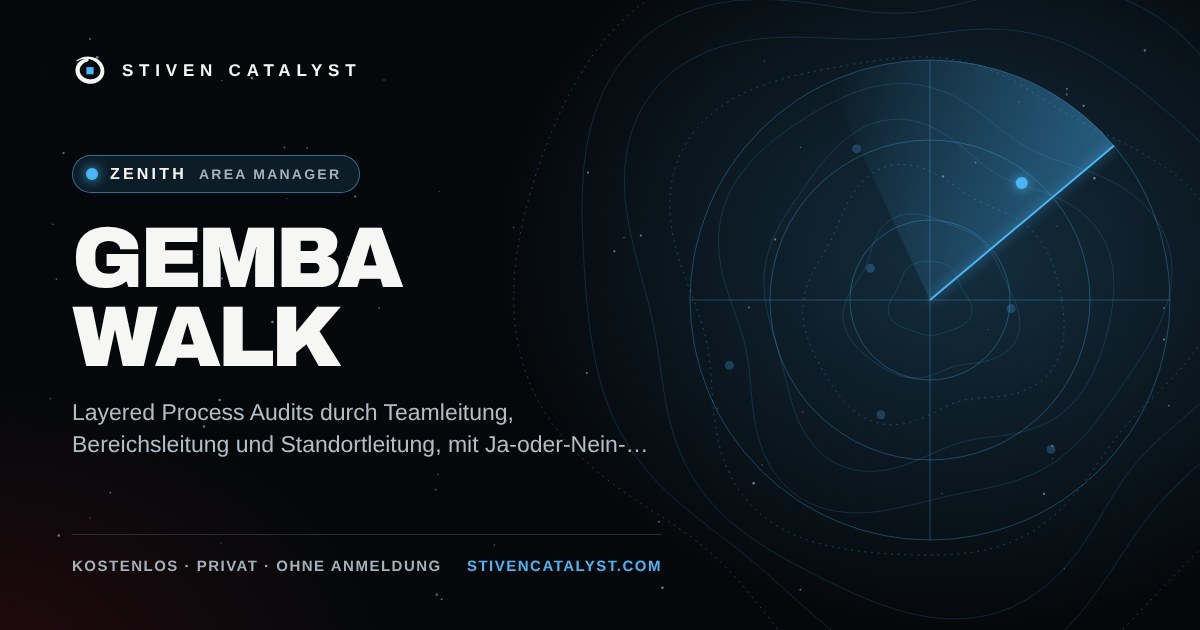 STIVEN CATALYST
ZENITH AREA MANAGER
GEMBA
WALK
Layered Process Audits durch Teamleitung,
Bereichsleitung und Standortleitung, mit Ja-oder-Nein-…
KOSTENLOS · PRIVAT · OHNE ANMELDUNG STIVENCATALYST.COM